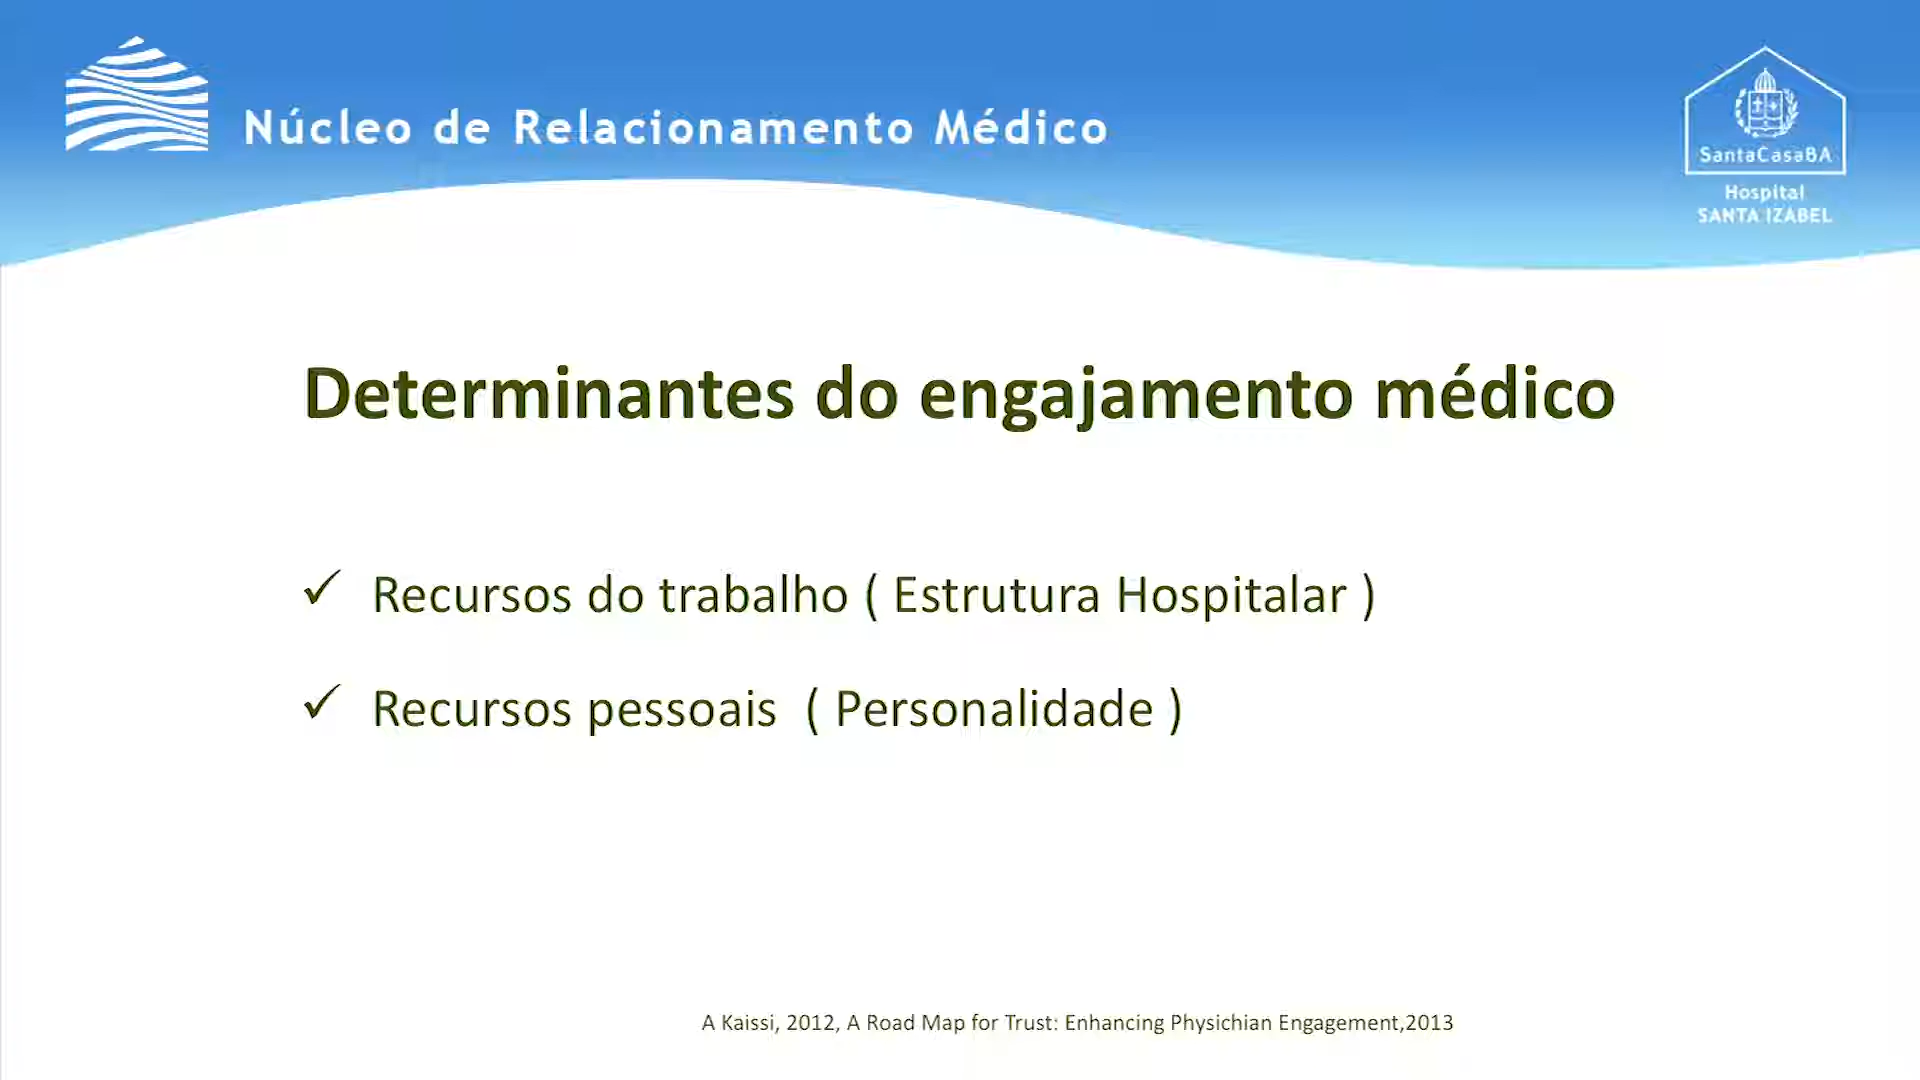 Núcleo de Relacionamento Médico
SantaCasaBA
Hospital
SANTA IZABEL
Determinantes do engajamento médico
✓ Recursos do trabalho ( Estrutura Hospitalar )
✓ Recursos pessoais ( Personalidade )
A Kaissi, 2012, A Road Map for Trust: Enhancing Physichian Engagement,2013